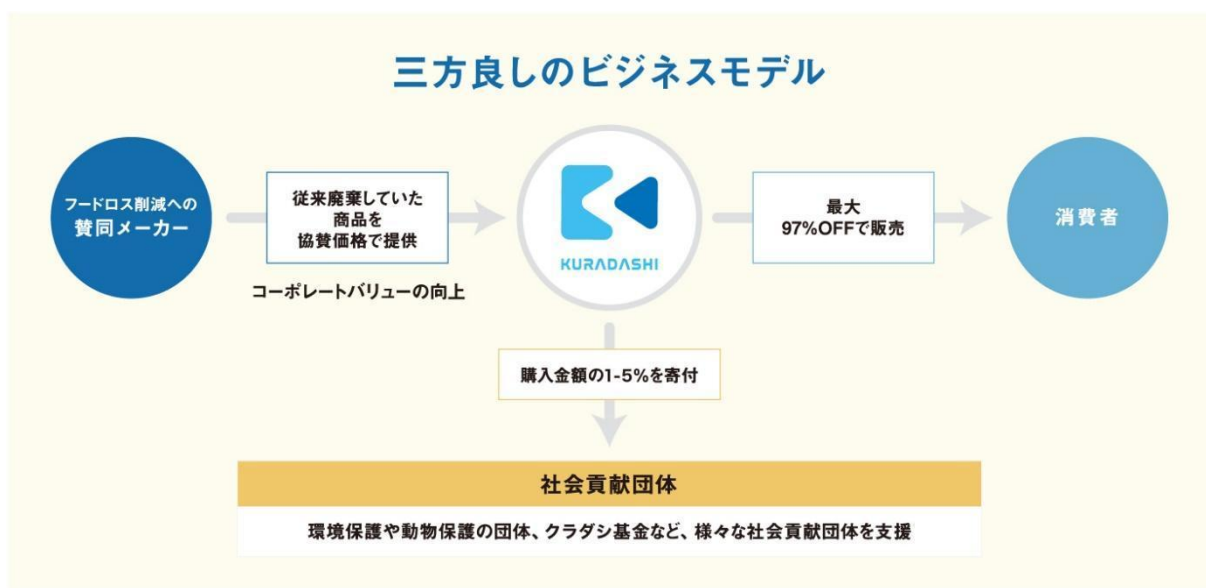 三方良しのビジネスモデル
フードロス削減への
賛同メーカー
従来廃棄していた
商品を
協賛価格で提供
コーポレートバリューの向上
KURADASHI
最大
97%OFFで販売
消費者
購入金額の1-5%を寄付
社会貢献団体
環境保護や動物保護の団体、クラダシ基金など、様々な社会貢献団体を支援